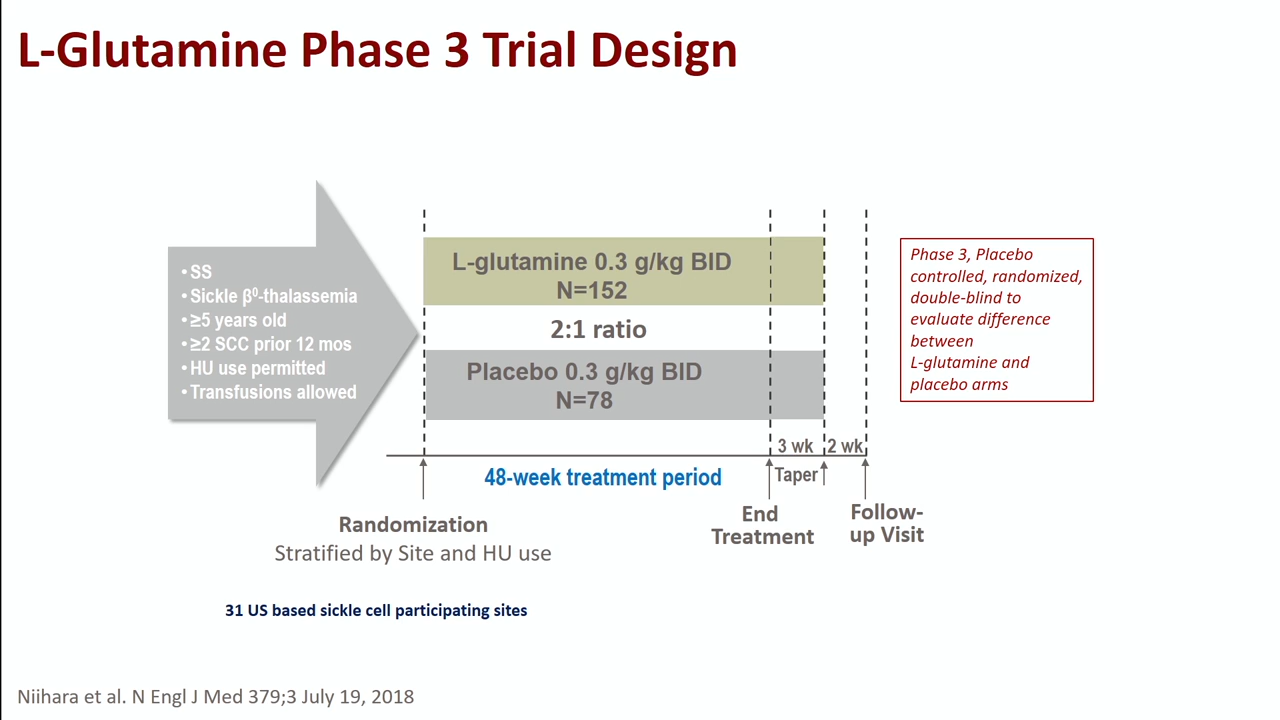 L-Glutamine Phase 3 Trial Design
• SS
• Sickle β⁰-thalassemia
• ≥5 years old
• ≥2 SCC prior 12 mos
• HU use permitted
• Transfusions allowed
L-glutamine 0.3 g/kg BID
N=152
2:1 ratio
Placebo 0.3 g/kg BID
N=78
3 wk
2 wk
48-week treatment period
Taper
Randomization
Stratified by Site and HU use
End
Treatment
Follow-
up Visit
Phase 3, Placebo
controlled, randomized,
double-blind to
evaluate difference
between
L-glutamine and
placebo arms
31 US based sickle cell participating sites
Niihara et al. N Engl J Med 379;3 July 19, 2018